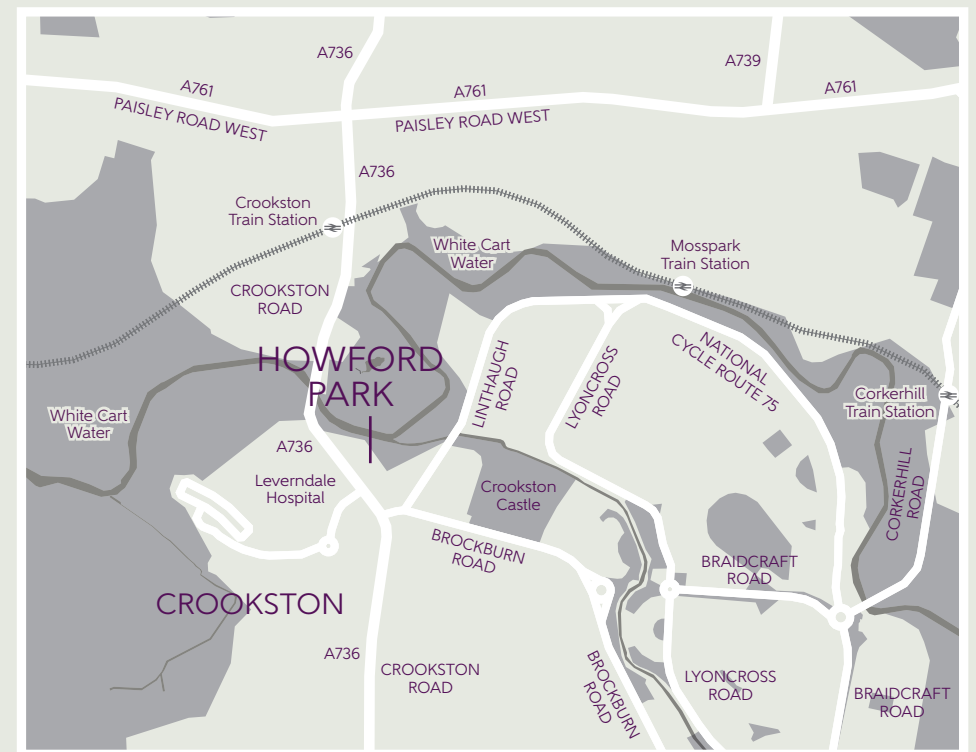 A736
A739
A761
A761
A761
PAISLEY ROAD WEST
PAISLEY ROAD WEST
A736
Crookston
Train Station
White Cart
Water
Mosspark
Train Station
CROOKSTON
ROAD
NATIONAL
CYCLE ROUTE 75
HOWFORD
PARK
LINTHAUGH
ROAD
LYONCROSS
ROAD
Corkerhill
Train Station
White Cart
Water
A736
Leverndale
Hospital
Crookston
Castle
CORKERHILL
ROAD
BROCKBURN
ROAD
BRAIDCRAFT
ROAD
CROOKSTON
A736
CROOKSTON
ROAD
BROCKBURN
ROAD
LYONCROSS
ROAD
BRAIDCRAFT
ROAD